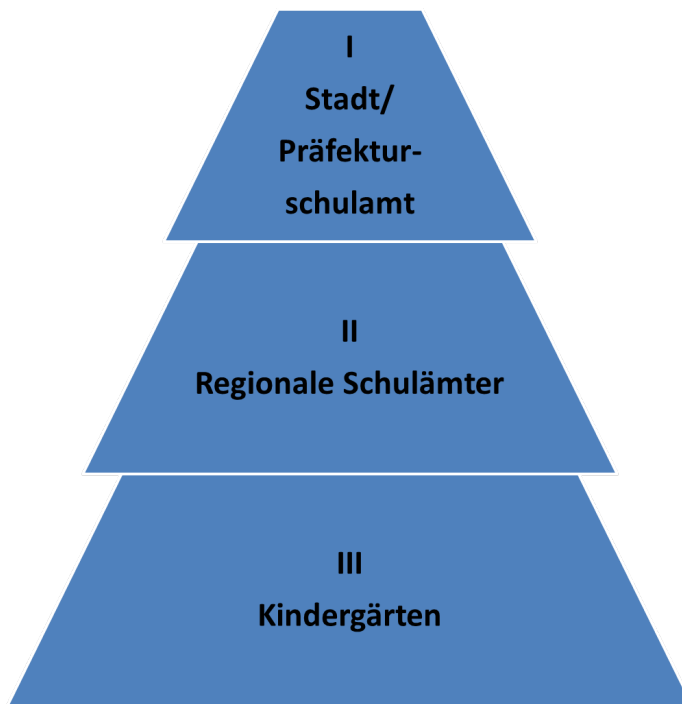 I
Stadt/
Präfektur-
schulamt
II
Regionale Schulämter
III
Kindergärten